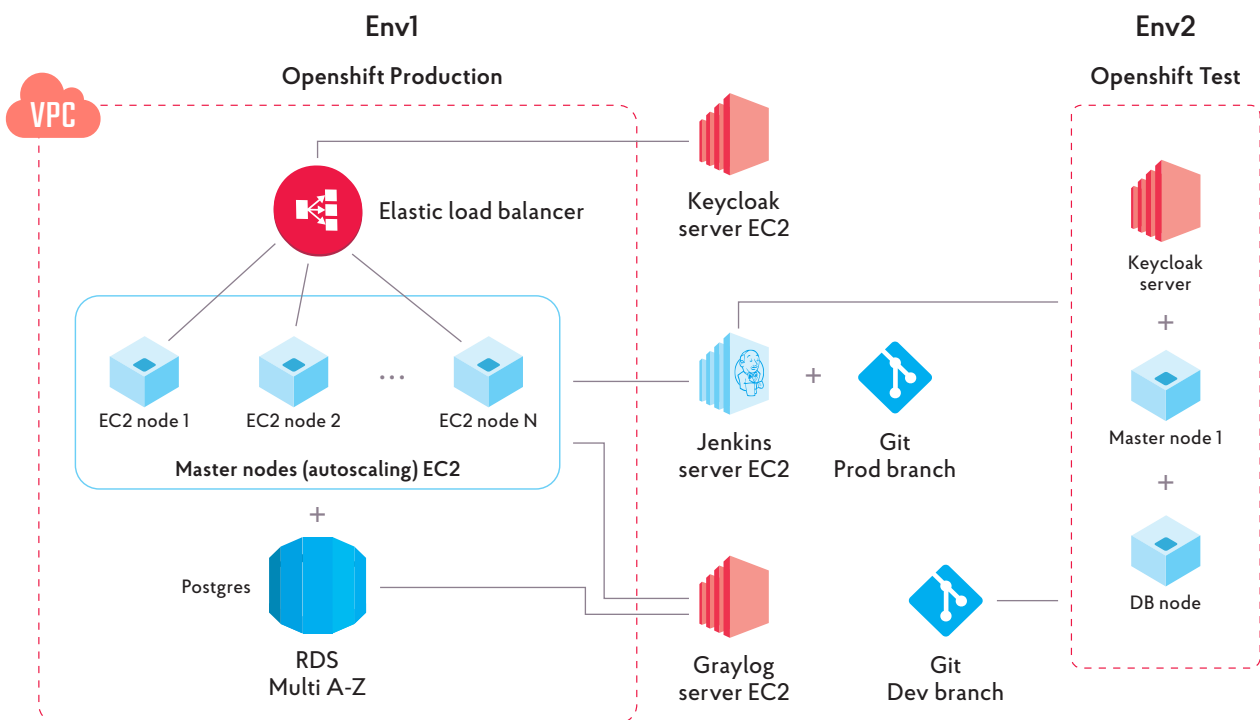 Env1
Env2
Openshift Production
Openshift Test
VPC
Elastic load balancer
Keycloak
server EC2
Keycloak
server
+
EC2 node 1
EC2 node 2
...
EC2 node N
Master nodes (autoscaling) EC2
+
Jenkins
server EC2
Git
Prod branch
Master node 1
+
+
Postgres
RDS
Multi A-Z
Graylog
server EC2
Git
Dev branch
DB node